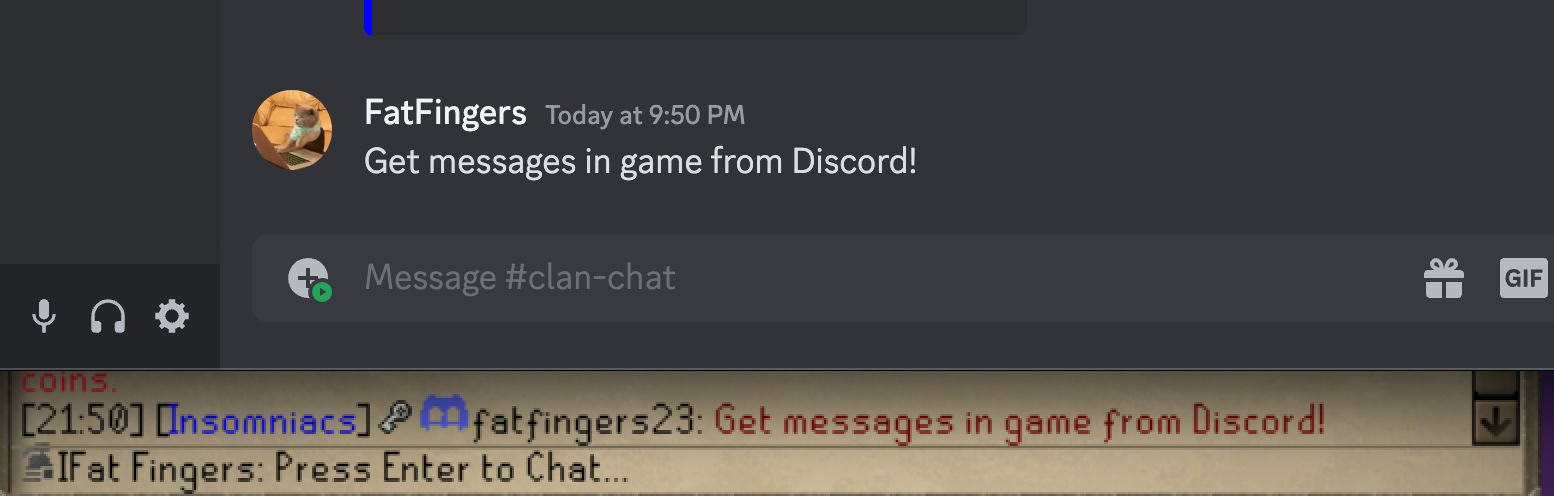 FatFingers Today at 9:50 PM
Get messages in game from Discord!
Message #clan-chat
GIF
coins.
[21:50] [Insomniacs] fatfingers23: Get messages in game from Discord!
IFat Fingers: Press Enter to Chat...